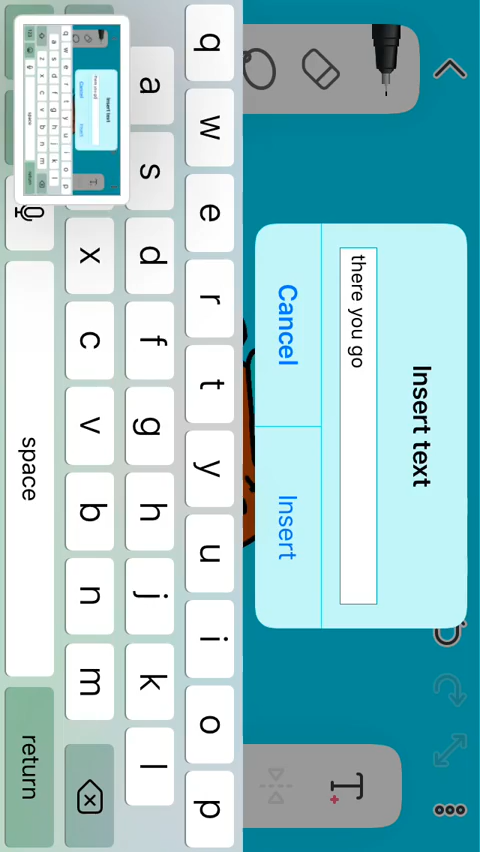 Insert text
there you go
Cancel
Insert
q w e r t y u i o p
a s d f g h j k l
x c v b n m
space
return